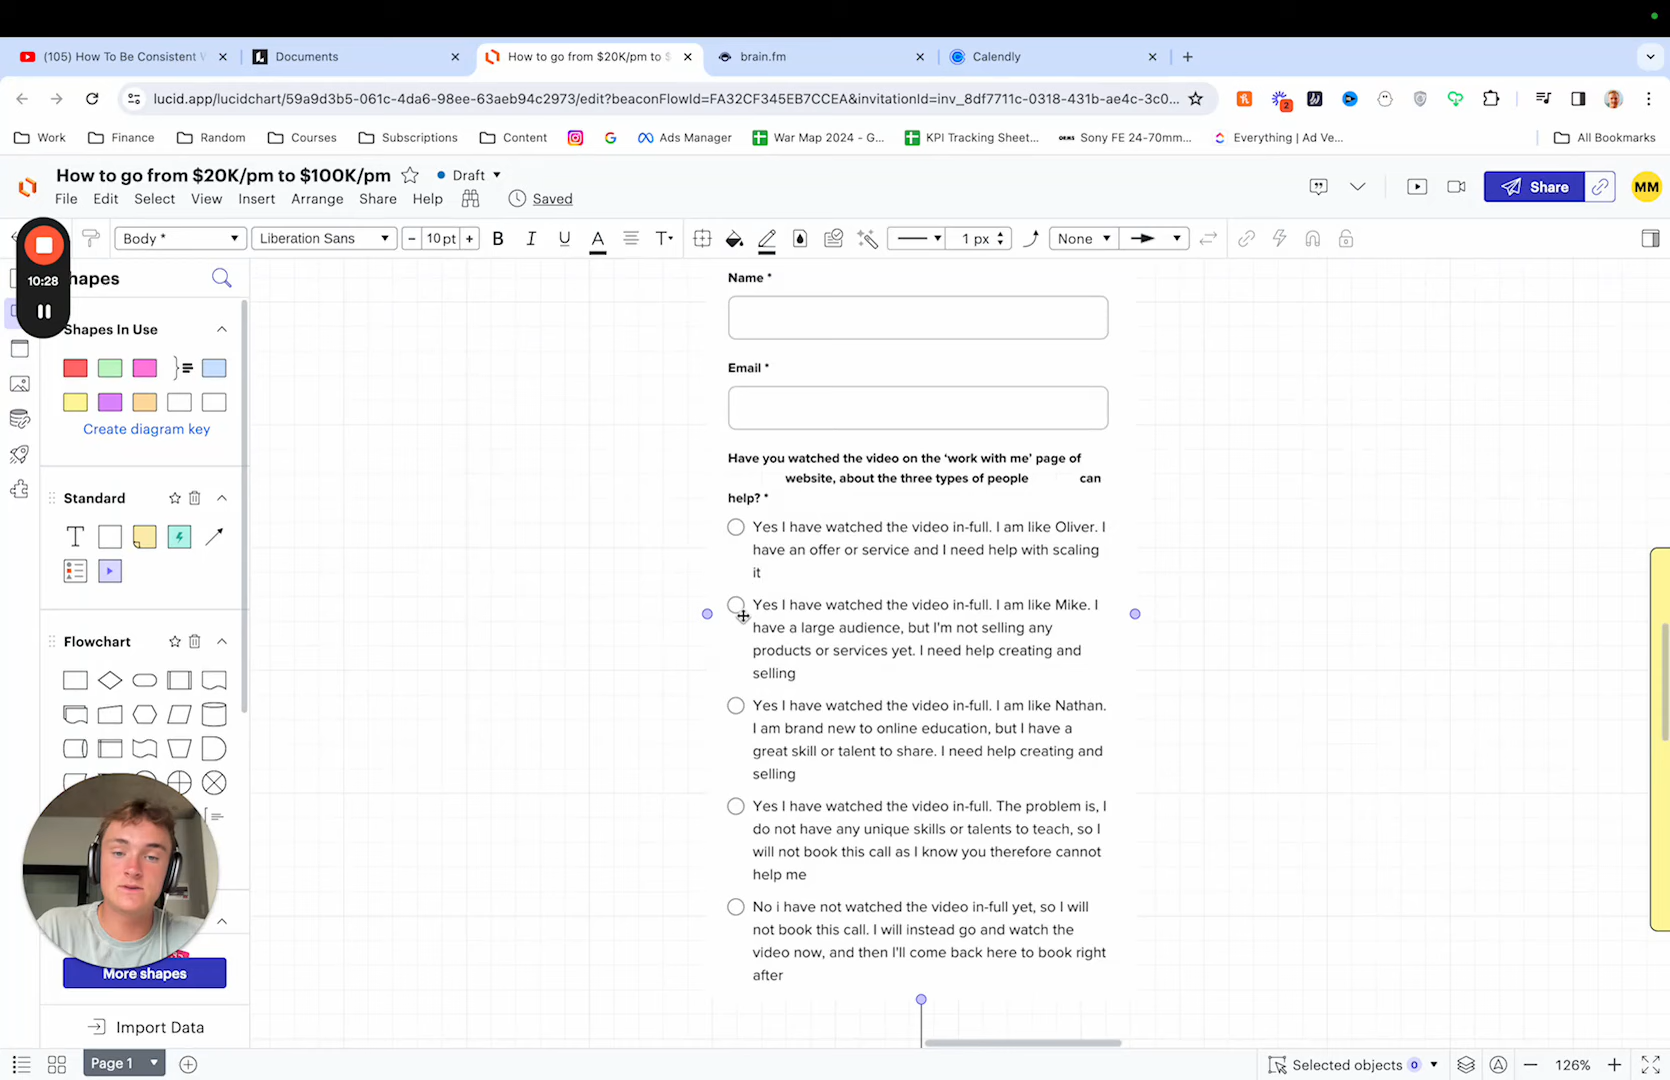 (105) How To Be Consistent
Documents
How to go from $20K/pm to $
brain.fm
Calendly
lucid.app/lucidchart/59a9d3b5-061c-4da6-98ee-63aeb94c2973/edit?beaconFlowId=FA32CF345EB7CCEA&invitationId=inv_8df7711c-0318-431b-ae4c-3c0...
2
Work
Finance
Random
Courses
Subscriptions
Content
Ads Manager
War Map 2024 - G...
KPI Tracking Sheet...
Sony FE 24-70mm...
Everything | Ad Ve...
All Bookmarks
How to go from $20K/pm to $100K/pm
Draft
Share
MM
File Edit Select View Insert Arrange Share Help Saved
Body *
Liberation Sans
10 pt
B I U A T
1 px
None
10:28
hapes
Shapes In Use
Create diagram key
Standard
T
Flowchart
More shapes
Import Data
Name *
Email *
Have you watched the video on the ‘work with me’ page of
website, about the three types of people can
help? *
Yes I have watched the video in-full. I am like Oliver. I
have an offer or service and I need help with scaling
it
Yes I have watched the video in-full. I am like Mike. I
have a large audience, but I'm not selling any
products or services yet. I need help creating and
selling
Yes I have watched the video in-full. I am like Nathan.
I am brand new to online education, but I have a
great skill or talent to share. I need help creating and
selling
Yes I have watched the video in-full. The problem is, I
do not have any unique skills or talents to teach, so I
will not book this call as I know you therefore cannot
help me
No i have not watched the video in-full yet, so I will
not book this call. I will instead go and watch the
video now, and then I'll come back here to book right
after
Page 1
Selected objects 0
126%